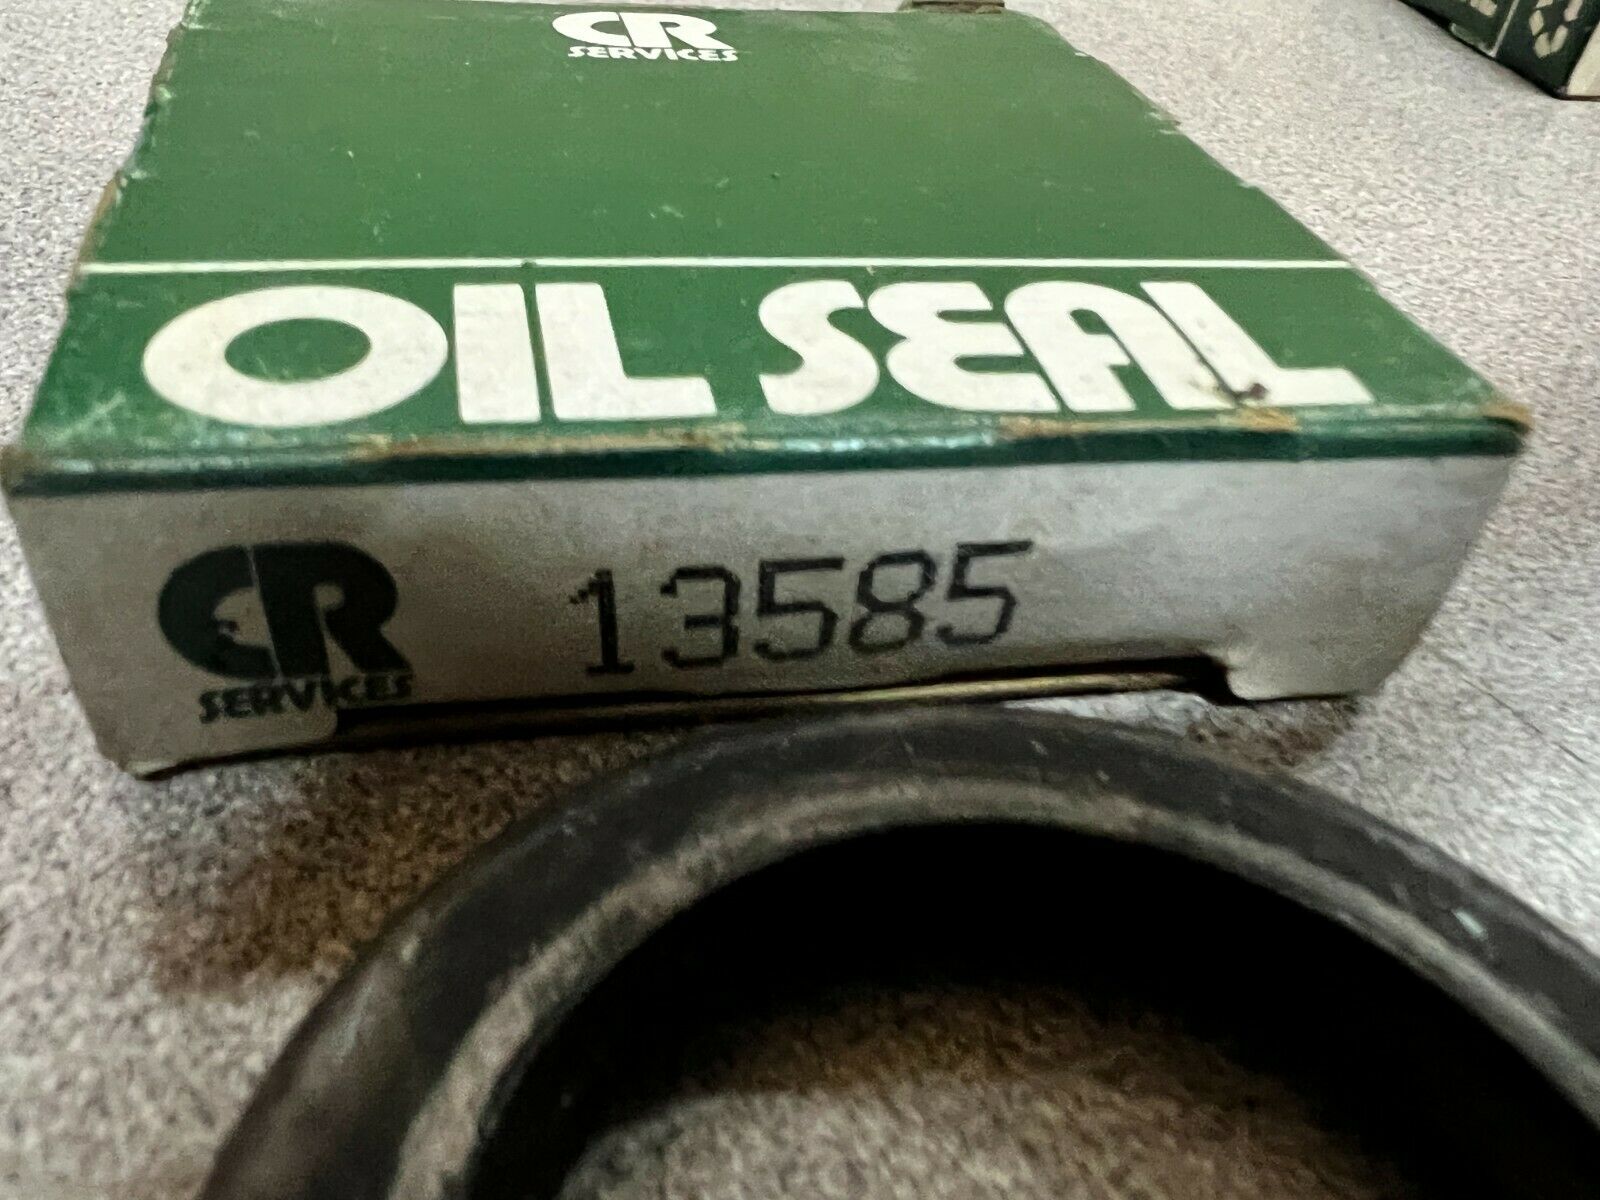 CR
SERVICES
OIL SEAL
CR
SERVICES
13585